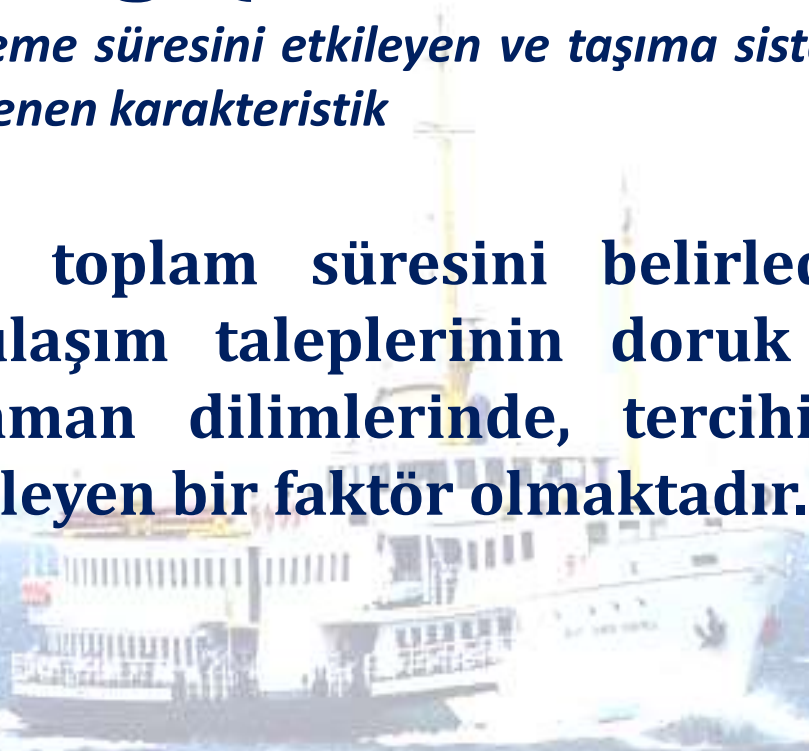 eme süresini etkileyen ve taşıma sist
enen karakteristik
toplam süresini belirled
ulaşım taleplerinin doruk
man dilimlerinde, tercihi
leyen bir faktör olmaktadır.